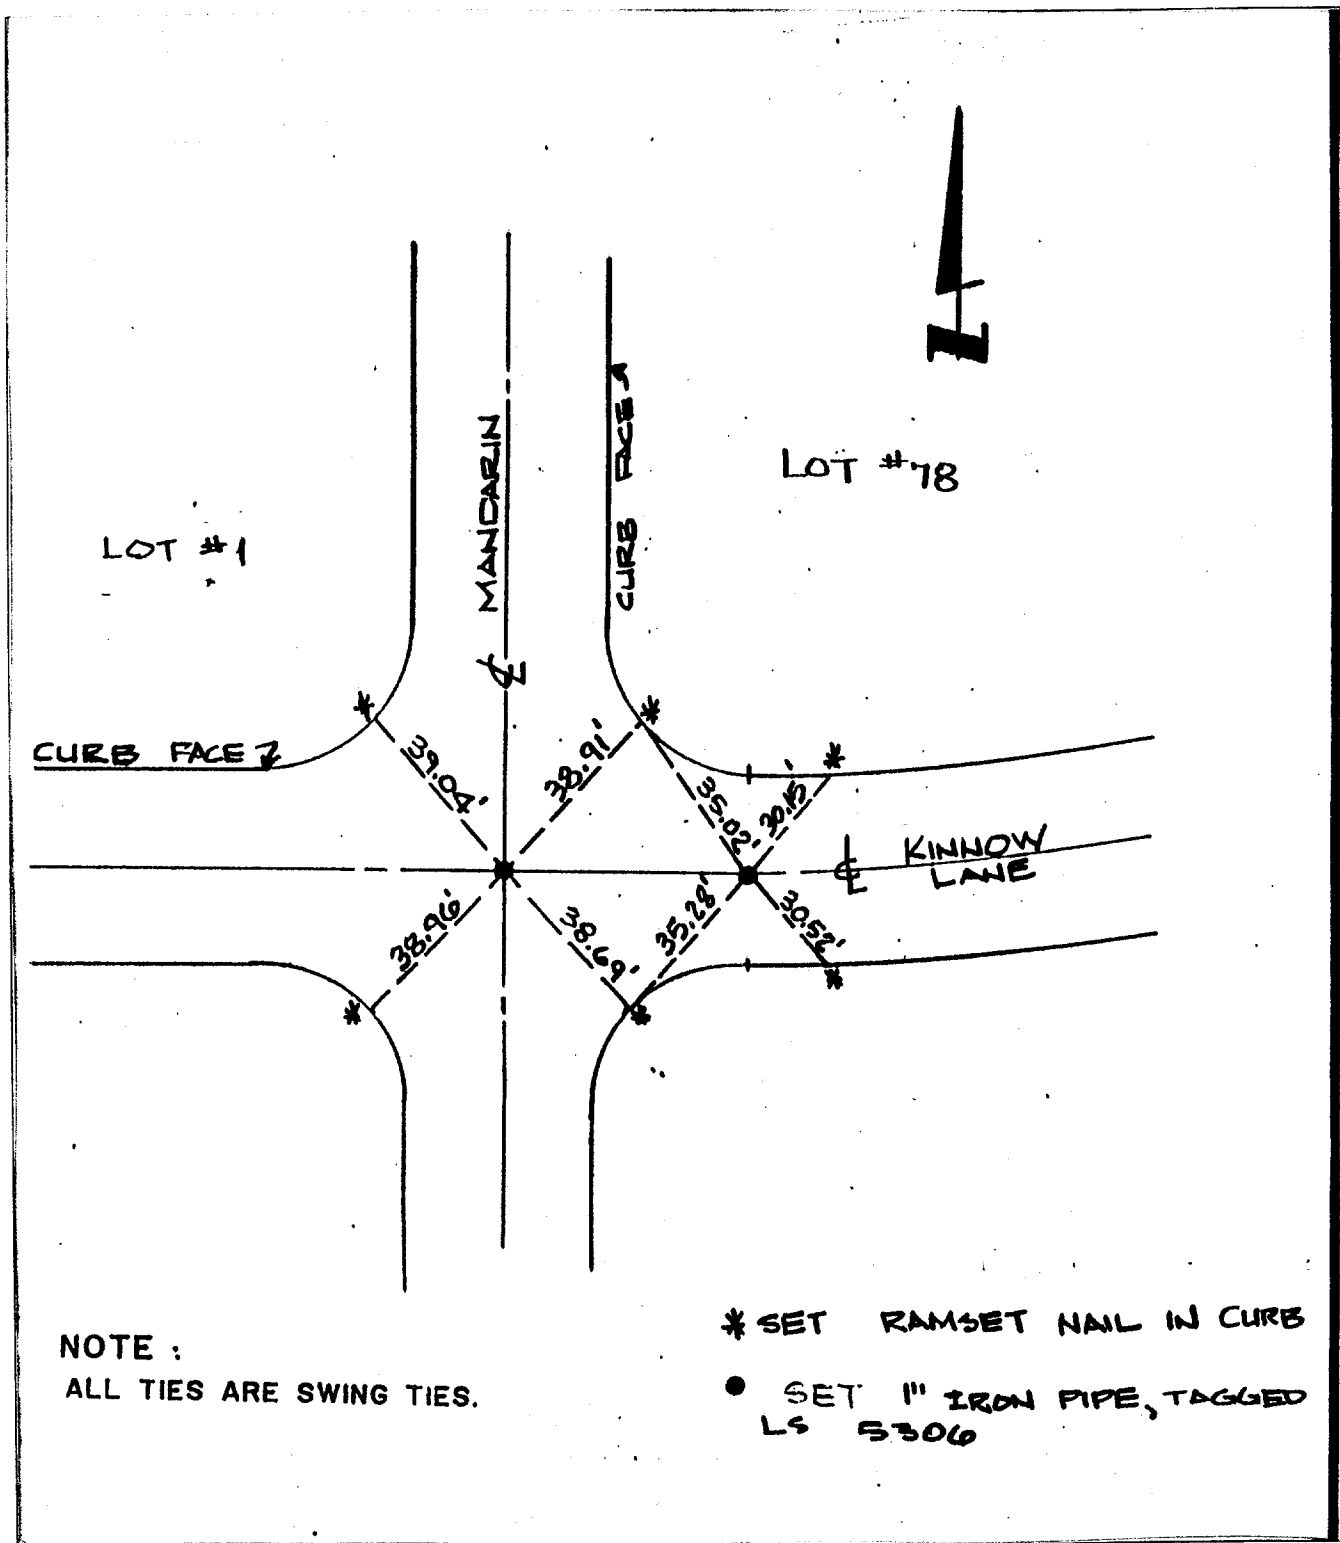 N
MANDARIN
CURB FACE
LOT #78
LOT #1
℄
CURB FACE
39.04'
38.91'
35.02'
30.15'
℄ KINNOW
LANE
38.96'
38.69'
35.28'
30.52'
* SET RAMSET NAIL IN CURB
NOTE :
ALL TIES ARE SWING TIES.
● SET 1" IRON PIPE, TAGGED
LS 5306